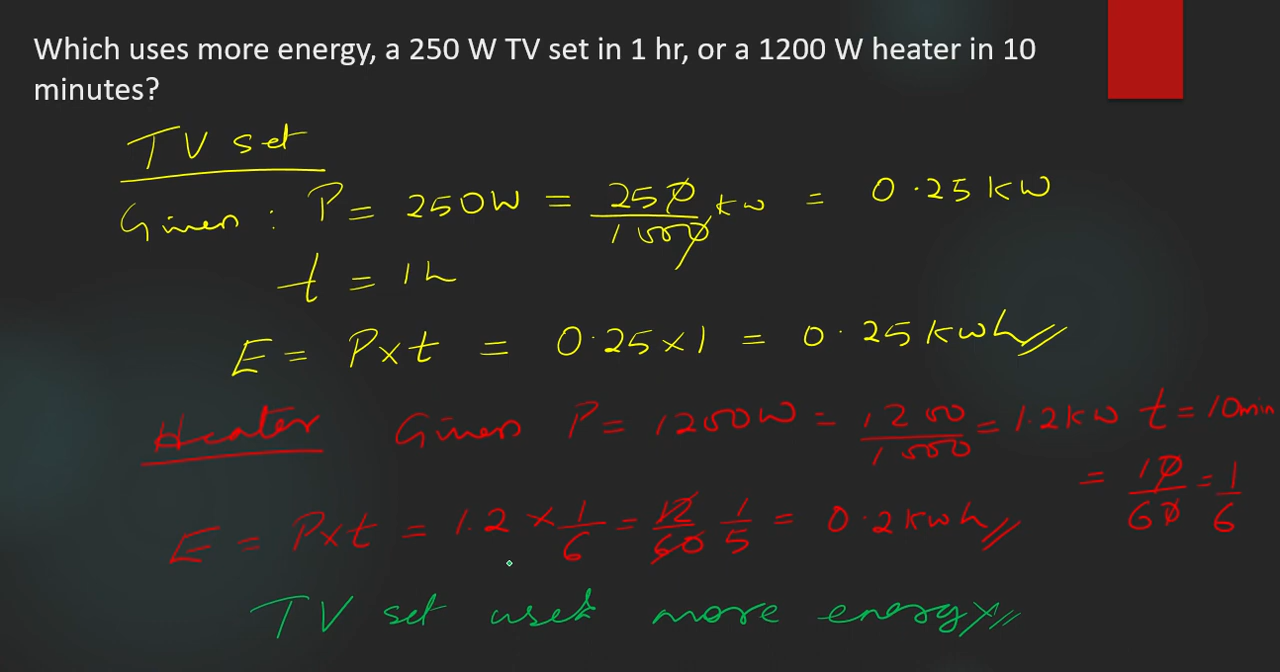 Which uses more energy, a 250 W TV set in 1 hr, or a 1200 W heater in 10
minutes?
TV set
Given : P = 250W = 250/1000 kw = 0.25 kw
t = 1h
E = P×t = 0.25×1 = 0.25 kwh
Heater Given P = 1200W = 1200/1000 = 1.2kw t = 10min
= 10/60 = 1/6
E = P×t = 1.2 × 1/6 = 12/60 1/5 = 0.2 kwh
TV set uses more energy